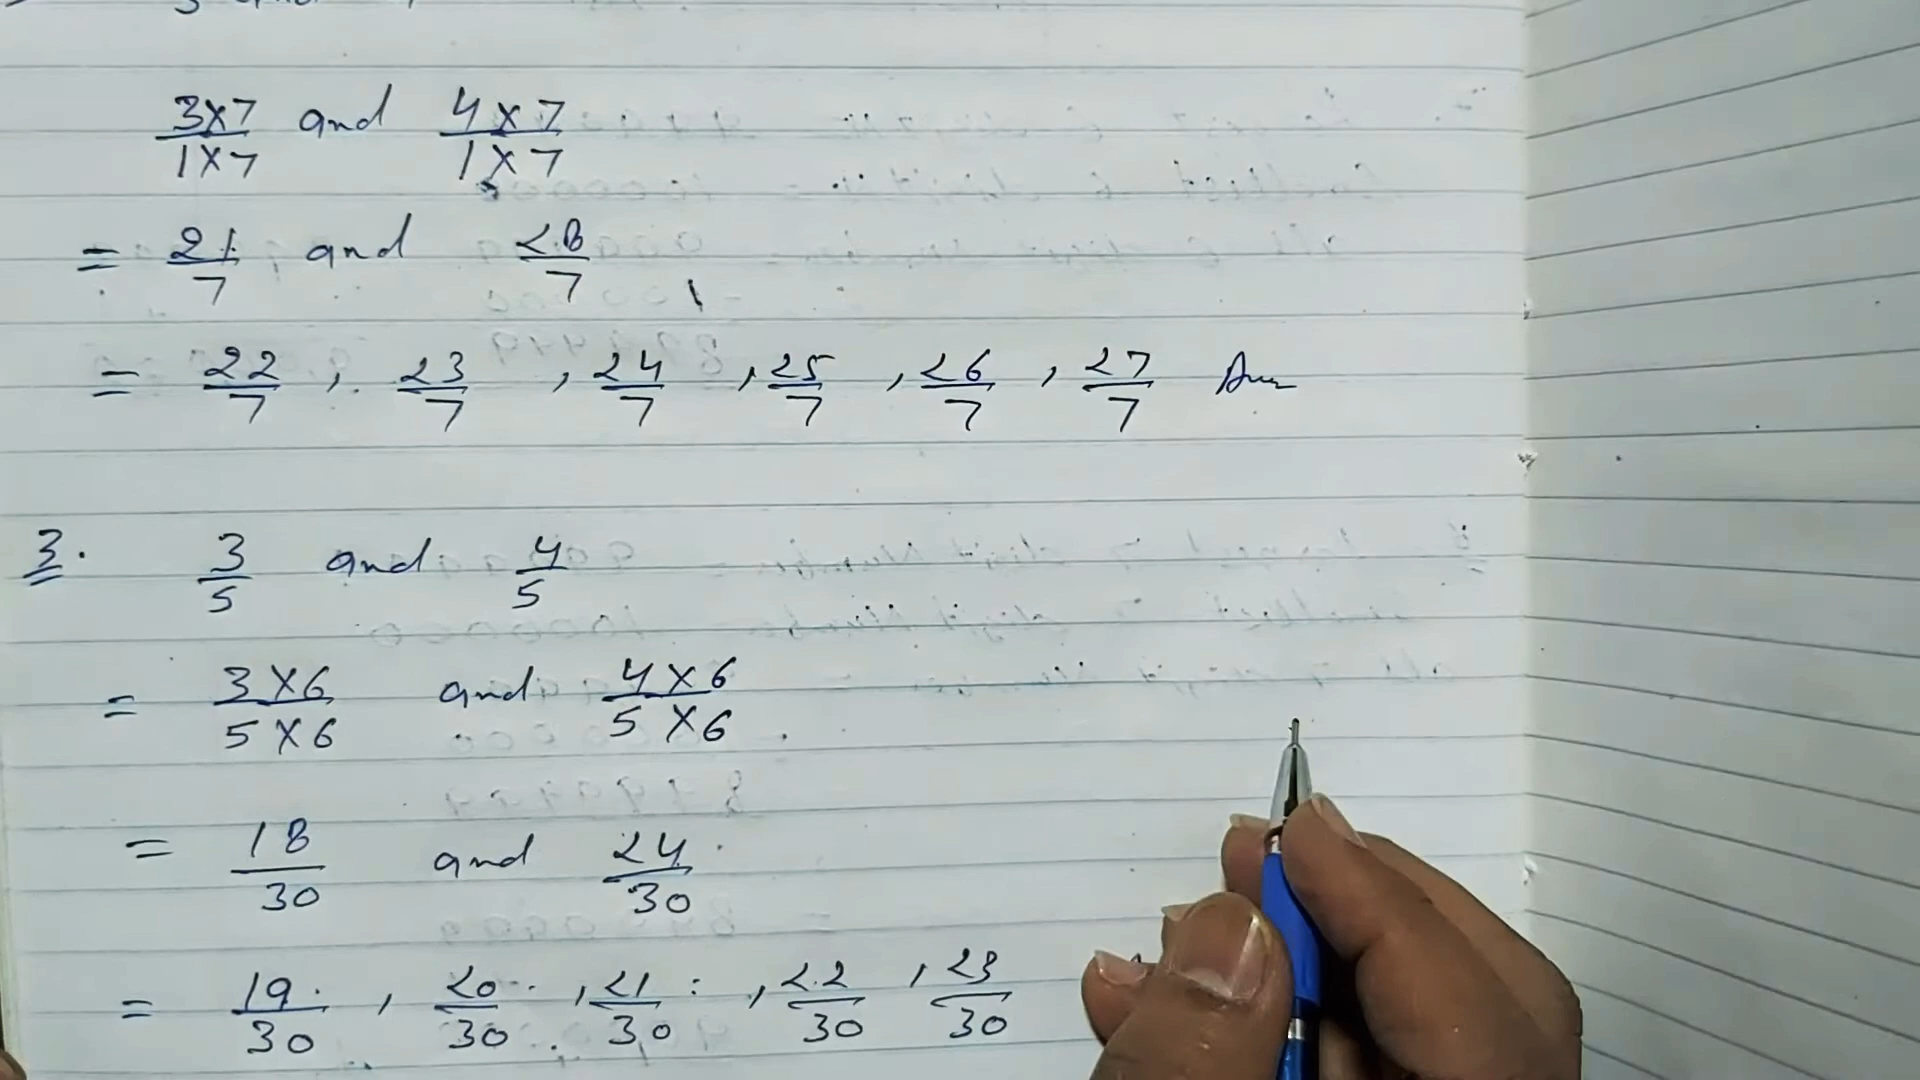 3×7/1×7 and 4×7/1×7
= 21/7 and 28/7
= 22/7, 23/7, 24/7, 25/7, 26/7, 27/7 Ans
3. 3/5 and 4/5
= 3×6/5×6 and 4×6/5×6
= 18/30 and 24/30
= 19/30, 20/30, 21/30, 22/30, 23/30